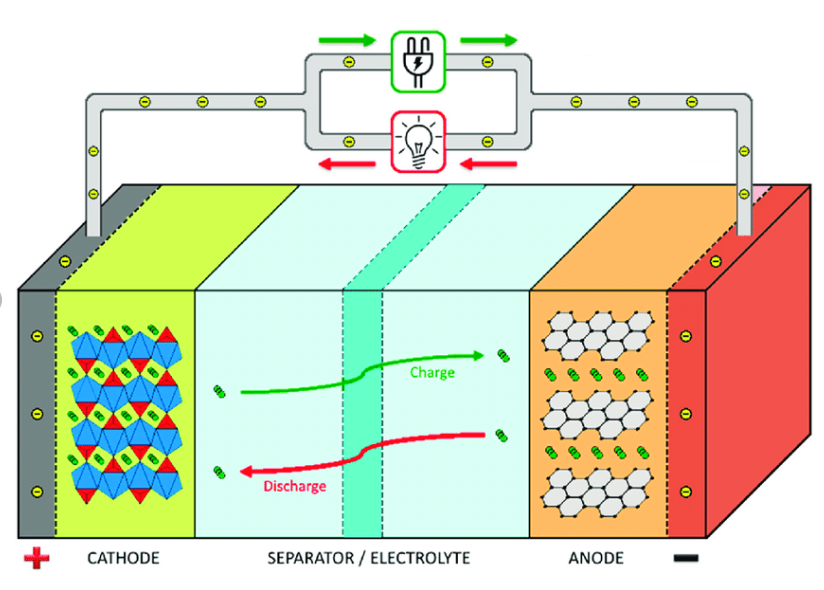 Charge
Discharge
CATHODE
SEPARATOR / ELECTROLYTE
ANODE